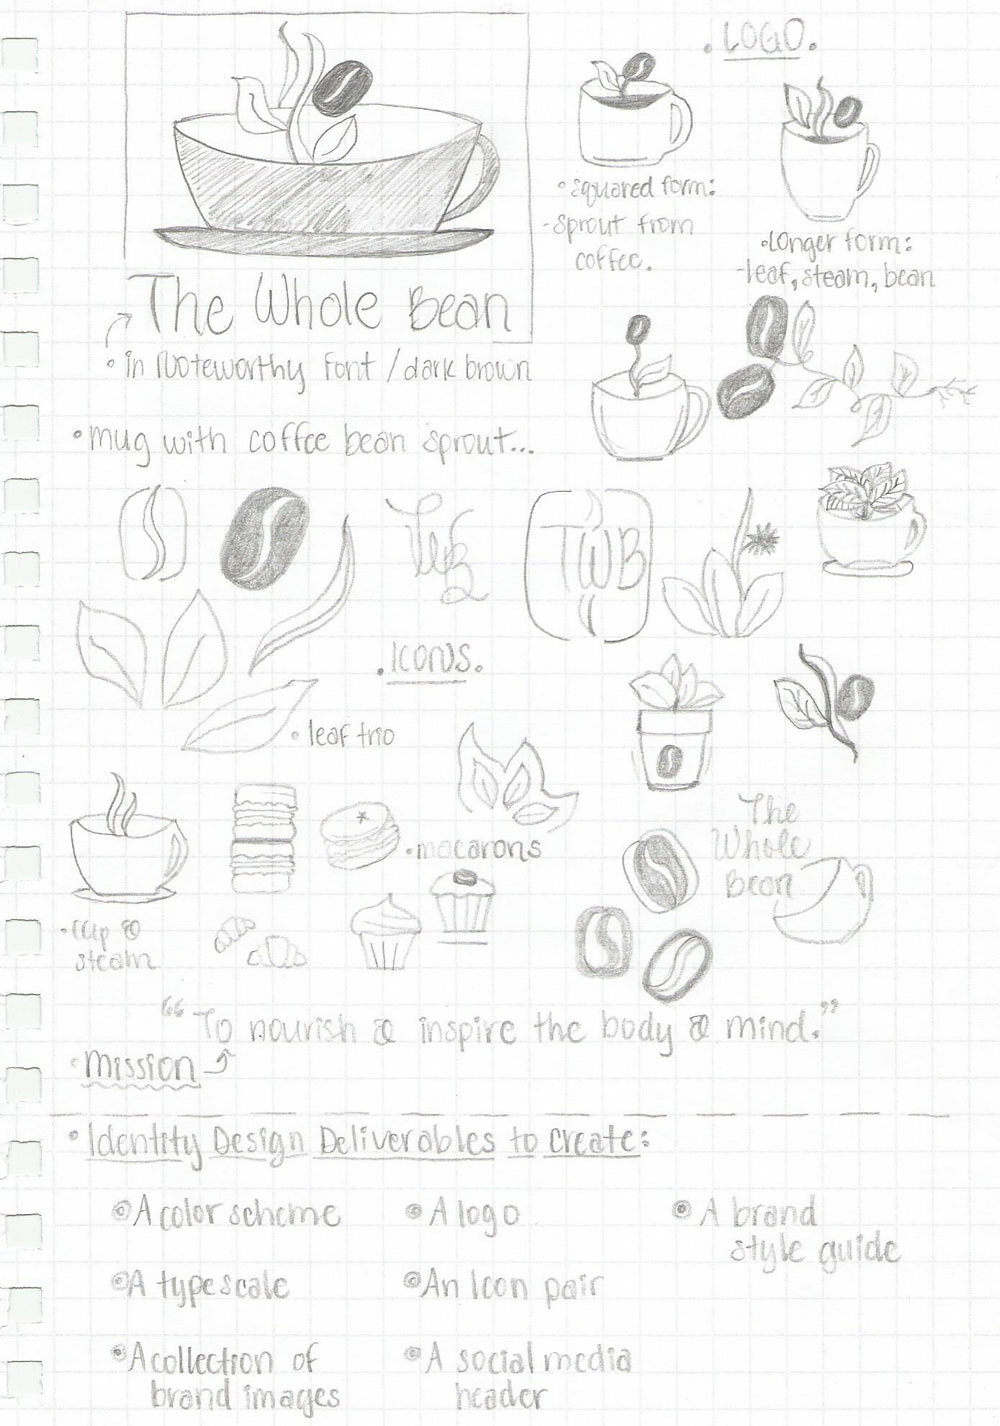 . LOGO.
• squared form:
- sprout from
coffee.
• Longer form:
- leaf, steam, bean
The Whole Bean
• in Noteworthy font / dark brown
• mug with coffee bean sprout...
TWB
TWB
. Icons.
• leaf trio
• macarons
The
Whole
Bean
• cup &
steam
"To nourish & inspire the body & mind."
• Mission
• Identity Design Deliverables to create:
A color scheme
A logo
A brand
style guide
A type scale
An Icon pair
A collection of
brand images
A social media
header